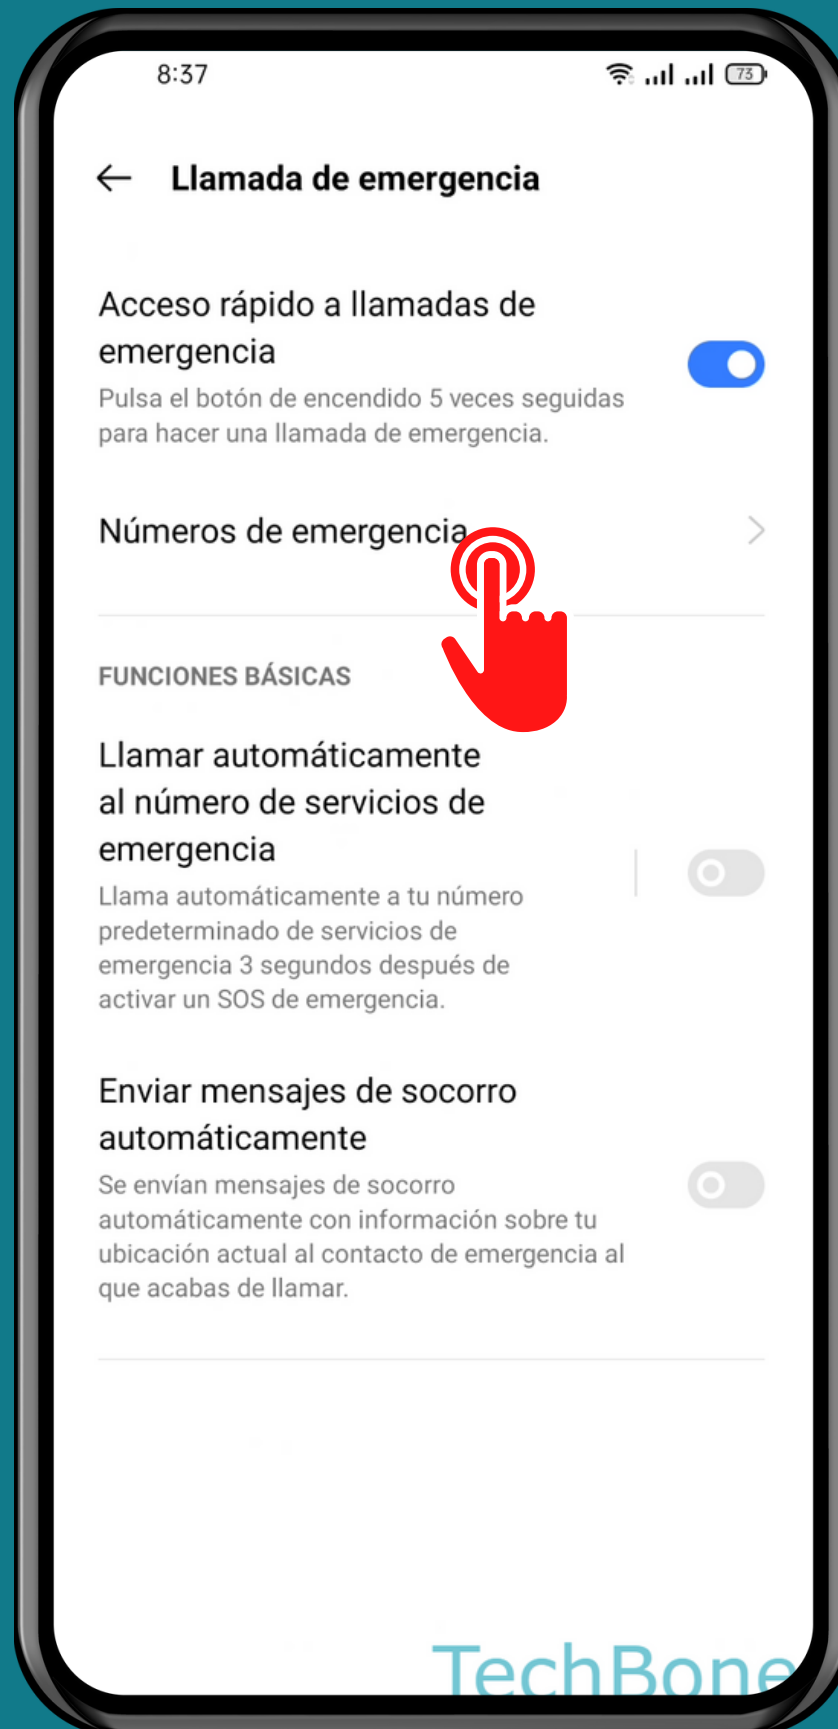 8:37
73
Llamada de emergencia
Acceso rápido a llamadas de
emergencia
Pulsa el botón de encendido 5 veces seguidas
para hacer una llamada de emergencia.
Números de emergencia
FUNCIONES BÁSICAS
Llamar automáticamente
al número de servicios de
emergencia
Llama automáticamente a tu número
predeterminado de servicios de
emergencia 3 segundos después de
activar un SOS de emergencia.
Enviar mensajes de socorro
automáticamente
Se envían mensajes de socorro
automáticamente con información sobre tu
ubicación actual al contacto de emergencia al
que acabas de llamar.
TechBone